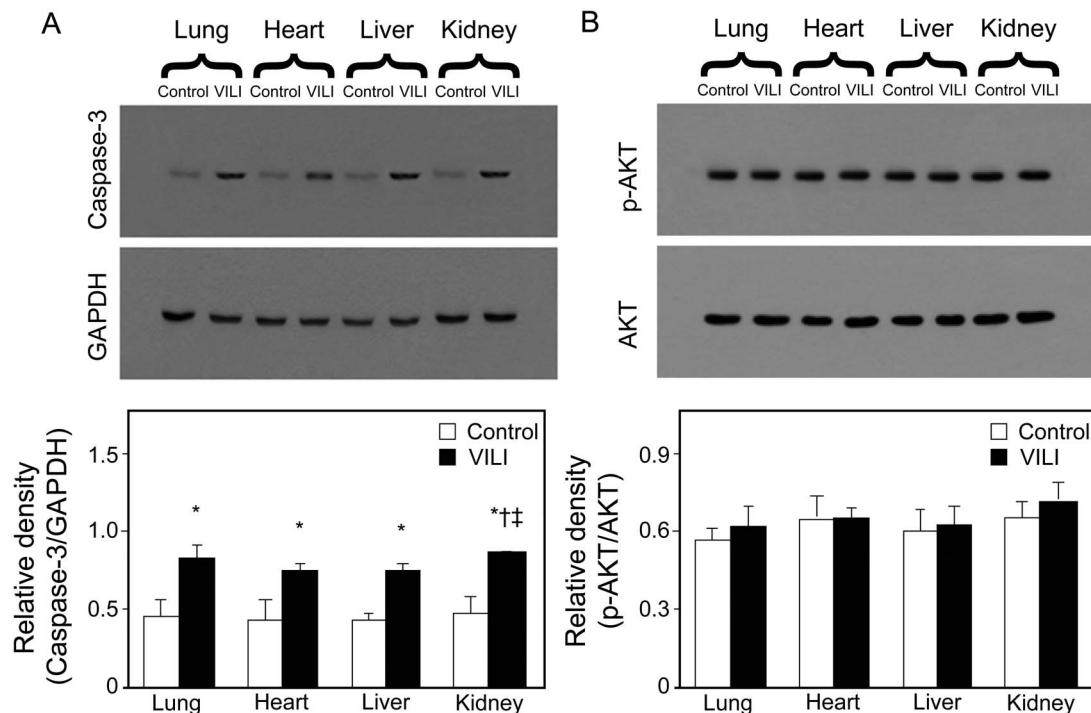 A
Lung Heart Liver Kidney
Control VILI Control VILI Control VILI Control VILI
Caspase-3
GAPDH
Relative density
(Caspase-3/GAPDH)
1.5
1.0
0.5
0
Control
VILI
*
*
*
*†‡
Lung Heart Liver Kidney
B
Lung Heart Liver Kidney
Control VILI Control VILI Control VILI Control VILI
p-AKT
AKT
Relative density
(p-AKT/AKT)
0.9
0.6
0.3
0
Control
VILI
Lung Heart Liver Kidney